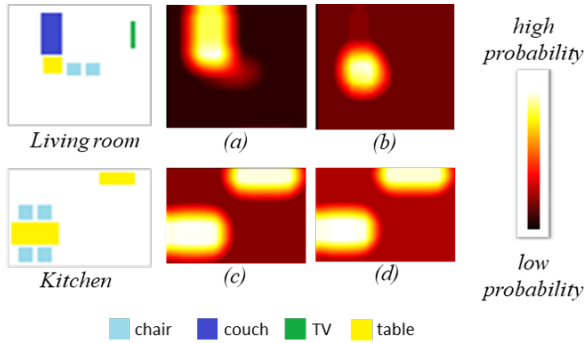 high
probability
Living room
(a)
(b)
Kitchen
(c)
(d)
low
probability
chair
couch
TV
table